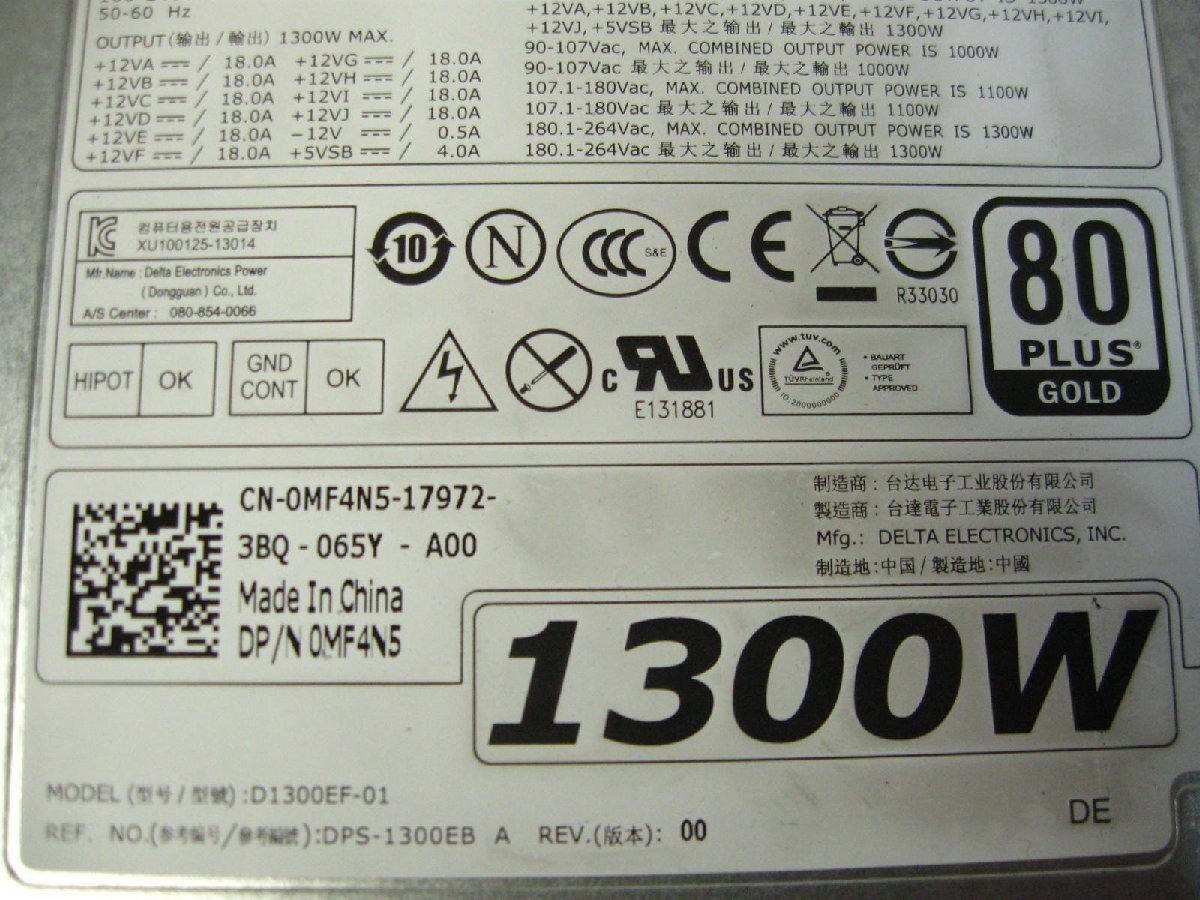 50-60 Hz
OUTPUT(输出 / 輸出) 1300W MAX.
+12VA ⎓ / 18.0A +12VG ⎓ / 18.0A
+12VB ⎓ / 18.0A +12VH ⎓ / 18.0A
+12VC ⎓ / 18.0A +12VI ⎓ / 18.0A
+12VD ⎓ / 18.0A +12VJ ⎓ / 18.0A
+12VE ⎓ / 18.0A -12V ⎓ / 0.5A
+12VF ⎓ / 18.0A +5VSB ⎓ / 4.0A
+12VA,+12VB,+12VC,+12VD,+12VE,+12VF,+12VG,+12VH,+12VI,
+12VJ,+5VSB 最大之输出 / 最大之輸出 1300W
90-107Vac, MAX. COMBINED OUTPUT POWER IS 1000W
90-107Vac 最大之输出 / 最大之輸出 1000W
107.1-180Vac, MAX. COMBINED OUTPUT POWER IS 1100W
107.1-180Vac 最大之输出 / 最大之輸出 1100W
180.1-264Vac, MAX. COMBINED OUTPUT POWER IS 1300W
180.1-264Vac 最大之输出 / 最大之輸出 1300W
컴퓨터용전원공급장치
XU100125-13014
Mfr.Name : Delta Electronics Power
(Dongguan) Co., Ltd.
A/S Center : 080-854-0066
10
N
CCC S&E
CE
R33030
80
PLUS®
GOLD
HIPOT OK
GND
CONT
OK
C RU US
E131881
www.tuv.com
TÜVRheinland ®
ID:2000000000
• BAUART
GEPRÜFT
• TYPE
APPROVED
CN-0MF4N5-17972-
3BQ - 065Y - A00
Made In China
DP/N 0MF4N5
制造商 : 台达电子工业股份有限公司
製造商 : 台達電子工業股份有限公司
Mfg.: DELTA ELECTRONICS, INC.
制造地:中国 / 製造地:中國
1300W
MODEL (型号 / 型號) :D1300EF-01
REF. NO.(参考编号/參考編號):DPS-1300EB A REV.(版本): 00
DE